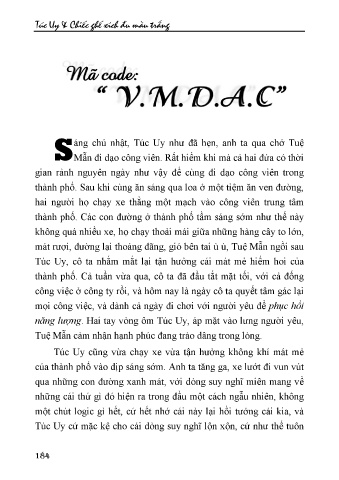 Túc Uy & Chiếc ghế xích đu màu trắng
Mã code:
“ V.M.D.A.C”
Sáng chủ nhật, Túc Uy như đã hẹn, anh ta qua chở Tuệ
Mẫn đi dạo công viên. Rất hiếm khi mà cả hai đứa có thời
gian rảnh nguyên ngày như vậy để cùng đi dạo công viên trong
thành phố. Sau khi cùng ăn sáng qua loa ở một tiệm ăn ven đường,
hai người họ chạy xe thẳng một mạch vào công viên trung tâm
thành phố. Các con đường ở thành phố tầm sáng sớm như thế này
không quá nhiều xe, họ chạy thoải mái giữa những hàng cây to lớn,
mát rượi, đường lại thoáng đãng, gió bên tai ù ù, Tuệ Mẫn ngồi sau
Túc Uy, cô ta nhắm mắt lại tận hưởng cái mát mẻ hiếm hoi của
thành phố. Cả tuần vừa qua, cô ta đã đầu tắt mặt tối, với cả đống
công việc ở công ty rồi, và hôm nay là ngày cô ta quyết tâm gác lại
mọi công việc, và dành cả ngày đi chơi với người yêu để phục hồi
năng lượng. Hai tay vòng ôm Túc Uy, áp mặt vào lưng người yêu,
Tuệ Mẫn cảm nhận hạnh phúc đang trào dâng trong lòng.
Túc Uy cũng vừa chạy xe vừa tận hưởng không khí mát mẻ
của thành phố vào dịp sáng sớm. Anh ta tăng ga, xe lướt đi vun vút
qua những con đường xanh mát, với dòng suy nghĩ miên mang về
những cái thứ gì đó hiện ra trong đầu một cách ngẫu nhiên, không
một chút logic gì hết, cứ hết nhớ cái này lại hồi tưởng cái kia, và
Túc Uy cứ mặc kệ cho cái dòng suy nghĩ lộn xộn, cứ như thế tuôn
184